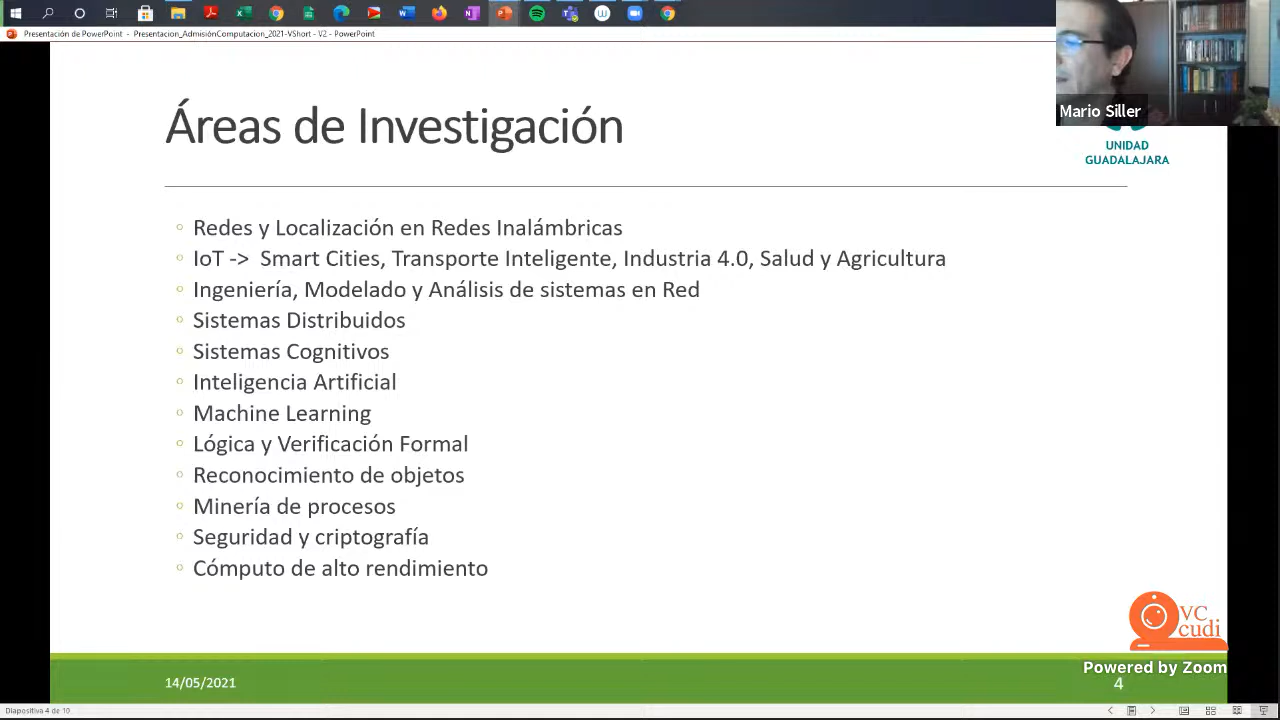 Presentación de PowerPoint - Presentacion_AdmisiónComputacion_2021-VShort - V2 - PowerPoint
Mario Siller
UNIDAD
GUADALAJARA
Áreas de Investigación
Redes y Localización en Redes Inalámbricas
IoT -> Smart Cities, Transporte Inteligente, Industria 4.0, Salud y Agricultura
Ingeniería, Modelado y Análisis de sistemas en Red
Sistemas Distribuidos
Sistemas Cognitivos
Inteligencia Artificial
Machine Learning
Lógica y Verificación Formal
Reconocimiento de objetos
Minería de procesos
Seguridad y criptografía
Cómputo de alto rendimiento
VC
cudi
Powered by Zoom
14/05/2021
4
Diapositiva 4 de 10